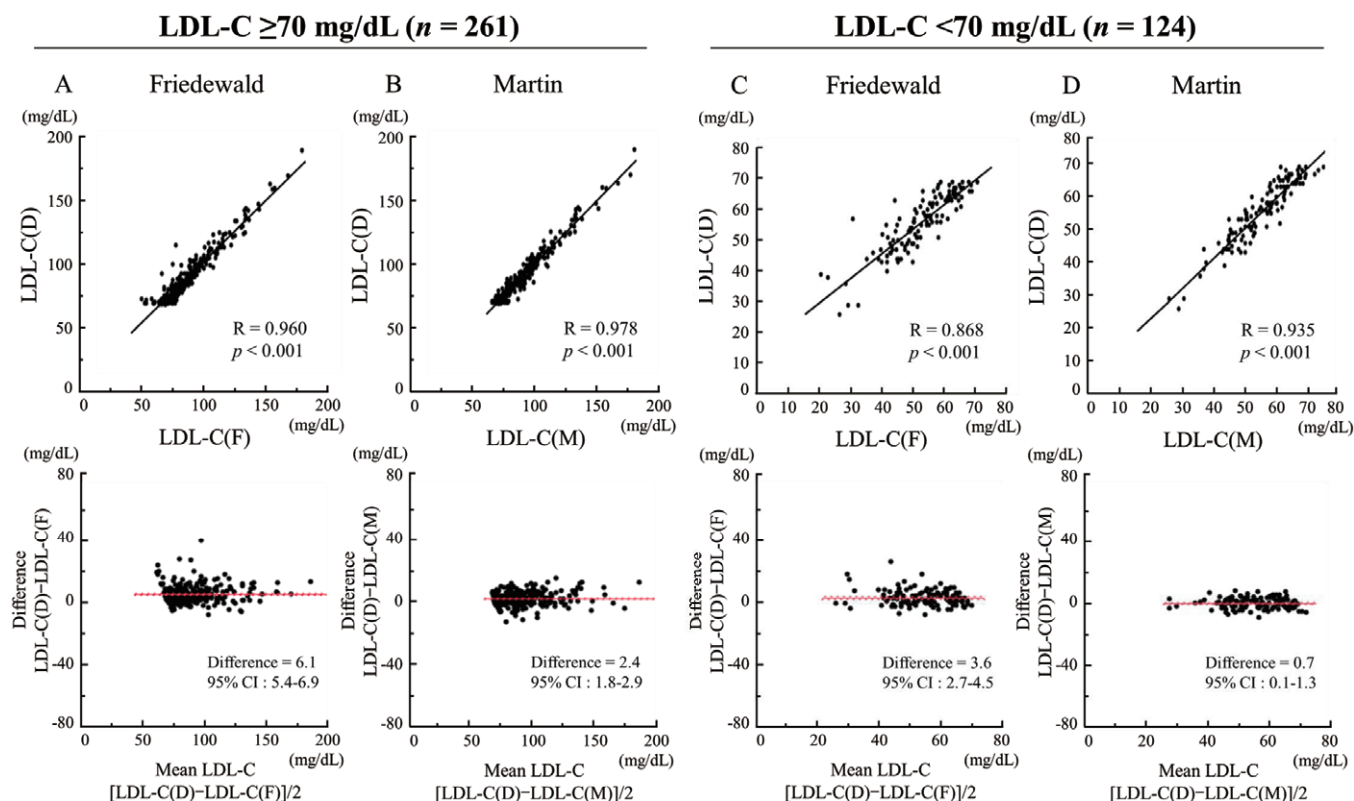 LDL-C ≥70 mg/dL (n = 261)
LDL-C <70 mg/dL (n = 124)
A
Friedewald
(mg/dL)
200
150
100
50
0
LDL-C(D)
R = 0.960
p < 0.001
0 50 100 150 200
(mg/dL)
LDL-C(F)
B
Martin
(mg/dL)
200
150
100
50
0
LDL-C(D)
R = 0.978
p < 0.001
0 50 100 150 200
(mg/dL)
LDL-C(M)
C
Friedewald
(mg/dL)
80
70
60
50
40
30
20
10
0
LDL-C(D)
R = 0.868
p < 0.001
0 10 20 30 40 50 60 70 80
(mg/dL)
LDL-C(F)
D
Martin
(mg/dL)
80
70
60
50
40
30
20
10
0
LDL-C(D)
R = 0.935
p < 0.001
0 10 20 30 40 50 60 70 80
(mg/dL)
LDL-C(M)
(mg/dL)
80
40
0
-40
-80
Difference
LDL-C(D)−LDL-C(F)
Difference = 6.1
95% CI : 5.4-6.9
0 50 100 150 200
(mg/dL)
Mean LDL-C
[LDL-C(D)−LDL-C(F)]/2
(mg/dL)
80
40
0
-40
-80
Difference
LDL-C(D)−LDL-C(M)
Difference = 2.4
95% CI : 1.8-2.9
0 50 100 150 200
(mg/dL)
Mean LDL-C
[LDL-C(D)−LDL-C(M)]/2
(mg/dL)
80
40
0
-40
-80
Difference
LDL-C(D)−LDL-C(F)
Difference = 3.6
95% CI : 2.7-4.5
0 20 40 60 80
(mg/dL)
Mean LDL-C
[LDL-C(D)−LDL-C(F)]/2
(mg/dL)
80
40
0
-40
-80
Difference
LDL-C(D)−LDL-C(M)
Difference = 0.7
95% CI : 0.1-1.3
0 20 40 60 80
(mg/dL)
Mean LDL-C
[LDL-C(D)−LDL-C(M)]/2